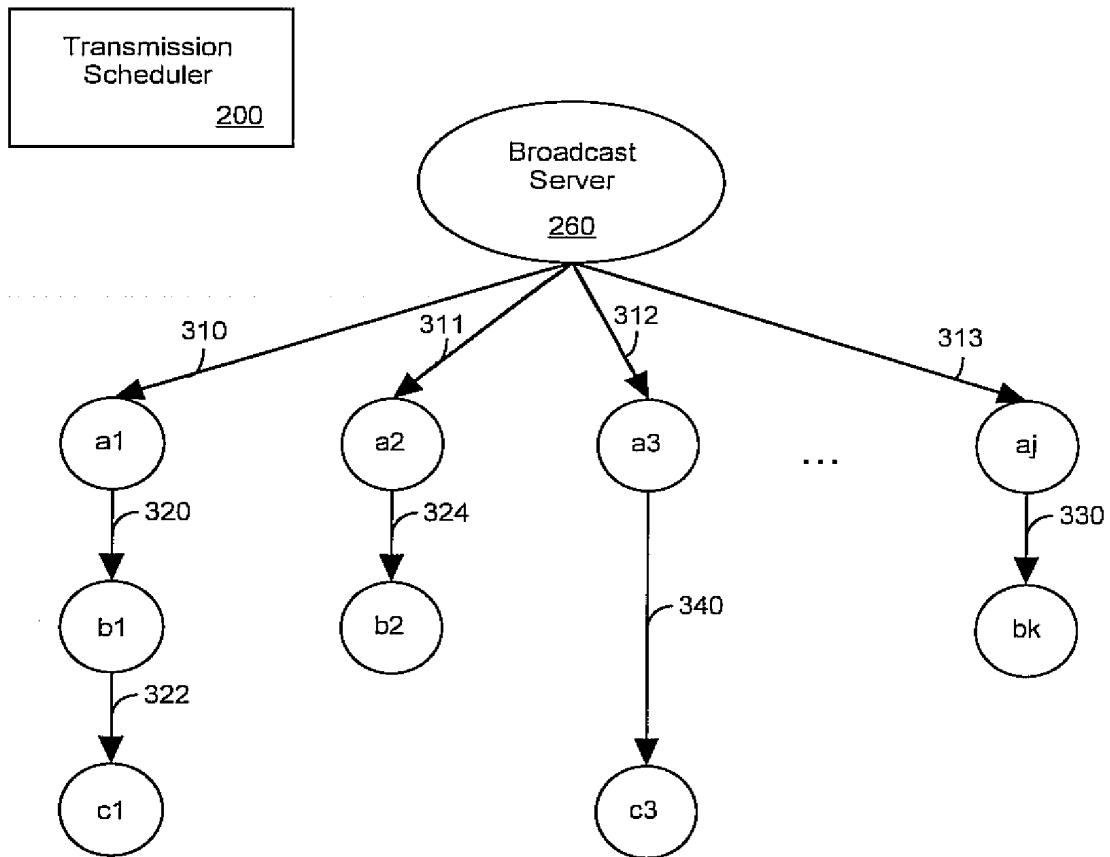 Transmission
Scheduler
200
Broadcast
Server
260
310
311
312
313
a1
a2
a3
...
aj
320
324
340
330
b1
b2
bk
322
c1
c3